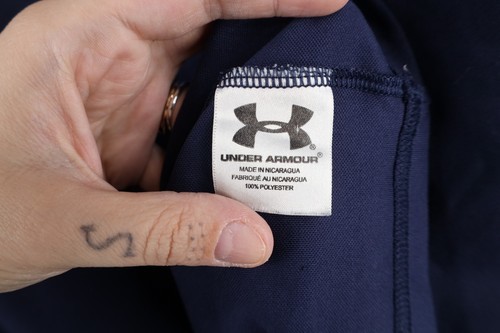 UNDER ARMOUR®
MADE IN NICARAGUA
FABRIQUÉ AU NICARAGUA
100% POLYESTER